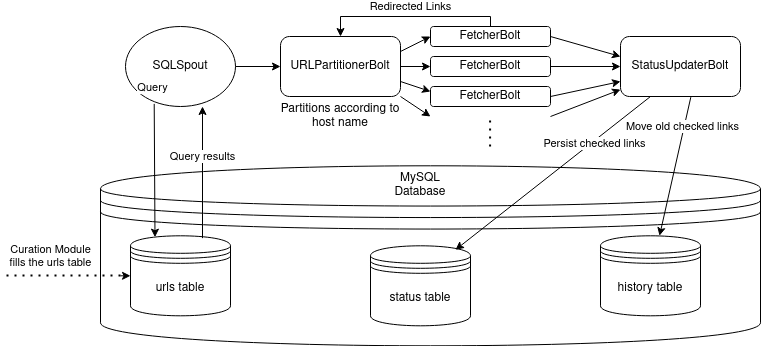 Redirected Links
SQLSpout
Query
URLPartitionerBolt
Partitions according to
host name
FetcherBolt
FetcherBolt
FetcherBolt
StatusUpdaterBolt
Query results
Persist checked links
Move old checked links
MySQL
Database
Curation Module
fills the urls table
urls table
status table
history table